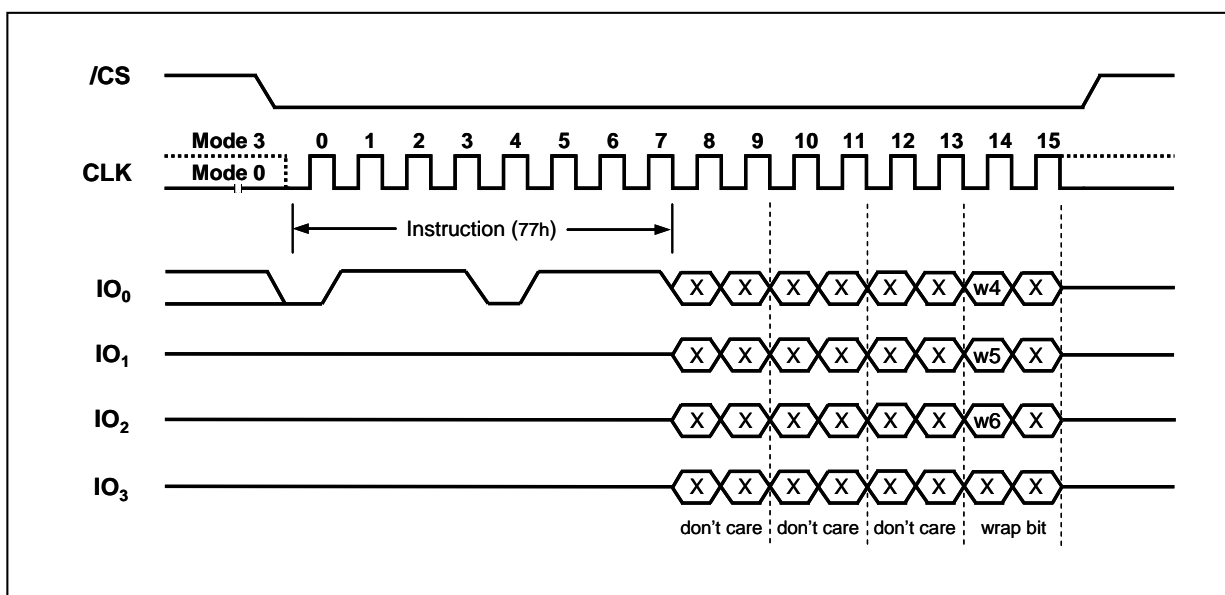 /CS
Mode 3 0 1 2 3 4 5 6 7 8 9 10 11 12 13 14 15
CLK Mode 0
Instruction (77h)
IO0 X X X X X X w4 X
IO1 X X X X X X w5 X
IO2 X X X X X X w6 X
IO3 X X X X X X X X
don't care don't care don't care wrap bit